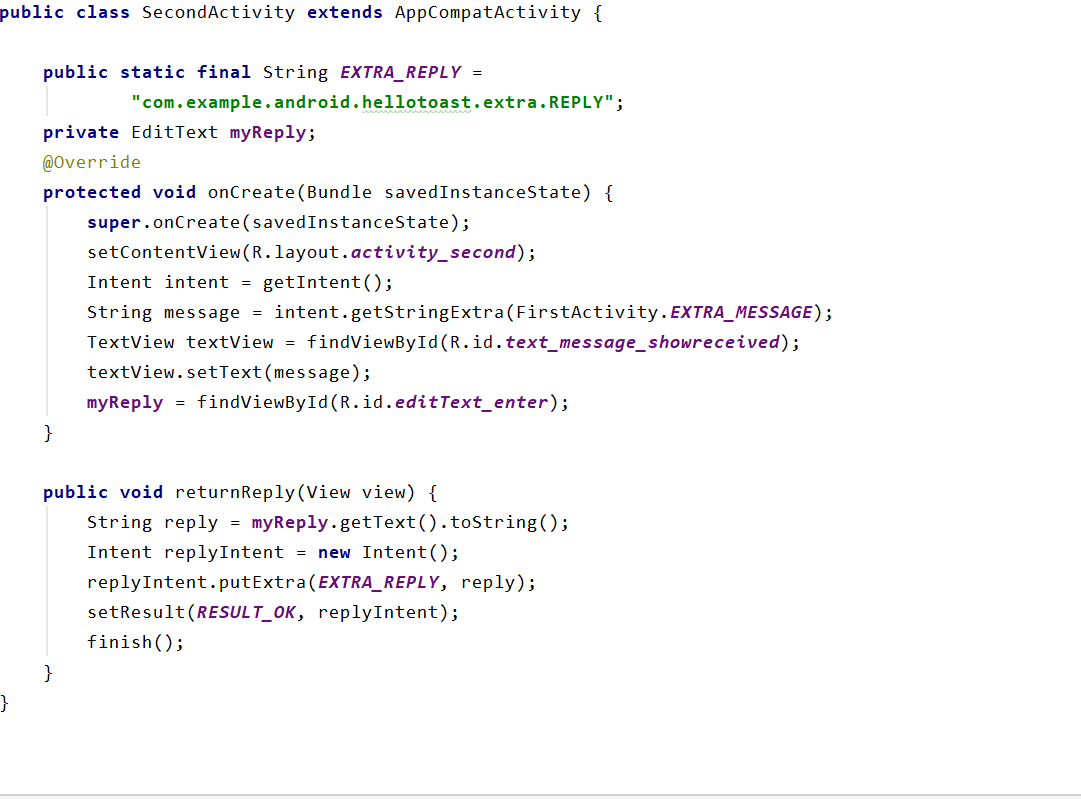 public class SecondActivity extends AppCompatActivity {
public static final String EXTRA_REPLY =
"com.example.android.hellotoast.extra.REPLY";
private EditText myReply;
@Override
protected void onCreate(Bundle savedInstanceState) {
super.onCreate(savedInstanceState);
setContentView(R.layout.activity_second);
Intent intent = getIntent();
String message = intent.getStringExtra(FirstActivity.EXTRA_MESSAGE);
TextView textView = findViewById(R.id.text_message_showreceived);
textView.setText(message);
myReply = findViewById(R.id.editText_enter);
}
public void returnReply(View view) {
String reply = myReply.getText().toString();
Intent replyIntent = new Intent();
replyIntent.putExtra(EXTRA_REPLY, reply);
setResult(RESULT_OK, replyIntent);
finish();
}
}